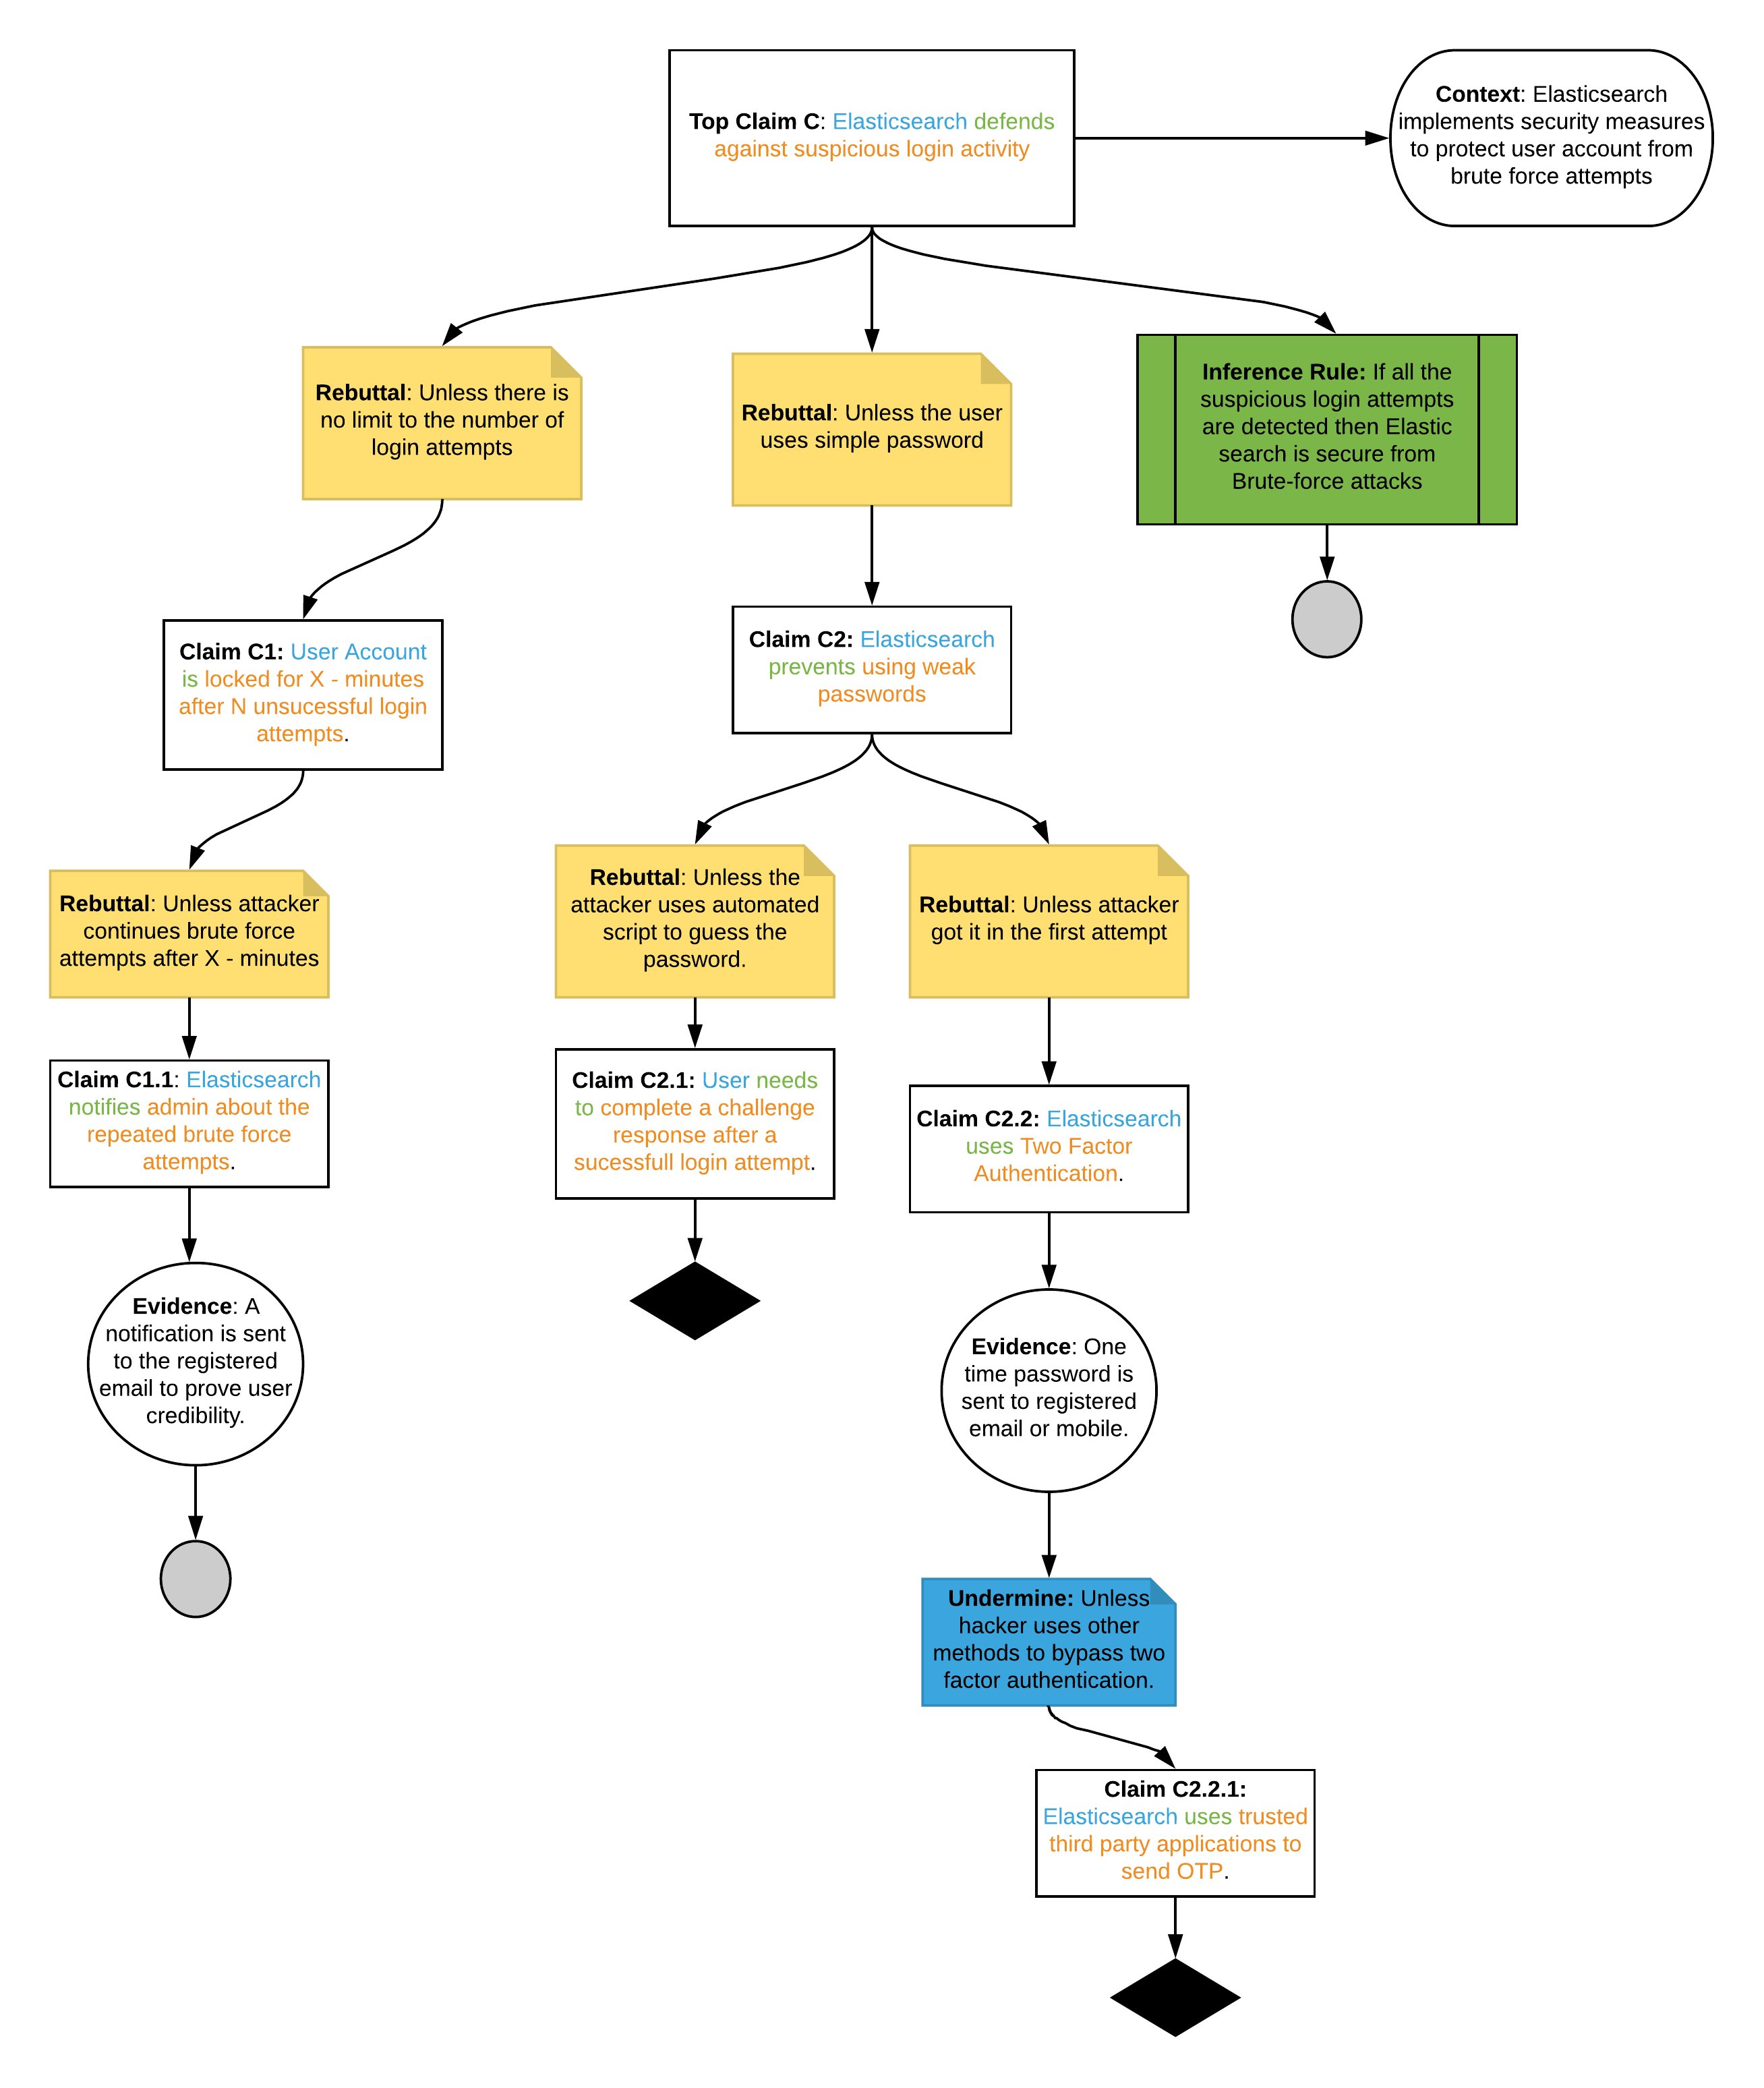 Top Claim C: Elasticsearch defends
against suspicious login activity
Context: Elasticsearch
implements security measures
to protect user account from
brute force attempts
Rebuttal: Unless there is
no limit to the number of
login attempts
Rebuttal: Unless the user
uses simple password
Inference Rule: If all the
suspicious login attempts
are detected then Elastic
search is secure from
Brute-force attacks
Claim C1: User Account
is locked for X - minutes
after N unsucessful login
attempts.
Claim C2: Elasticsearch
prevents using weak
passwords
Rebuttal: Unless attacker
continues brute force
attempts after X - minutes
Rebuttal: Unless the
attacker uses automated
script to guess the
password.
Rebuttal: Unless attacker
got it in the first attempt
Claim C1.1: Elasticsearch
notifies admin about the
repeated brute force
attempts.
Claim C2.1: User needs
to complete a challenge
response after a
sucessfull login attempt.
Claim C2.2: Elasticsearch
uses Two Factor
Authentication.
Evidence: A
notification is sent
to the registered
email to prove user
credibility.
Evidence: One
time password is
sent to registered
email or mobile.
Undermine: Unless
hacker uses other
methods to bypass two
factor authentication.
Claim C2.2.1:
Elasticsearch uses trusted
third party applications to
send OTP.